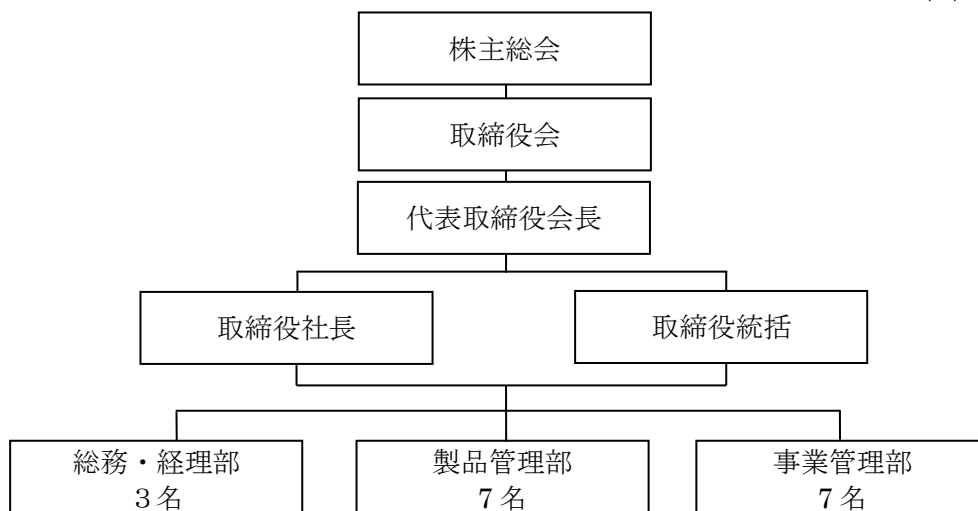 株主総会
取締役会
代表取締役会長
取締役社長
取締役統括
総務・経理部
３名
製品管理部
７名
事業管理部
７名